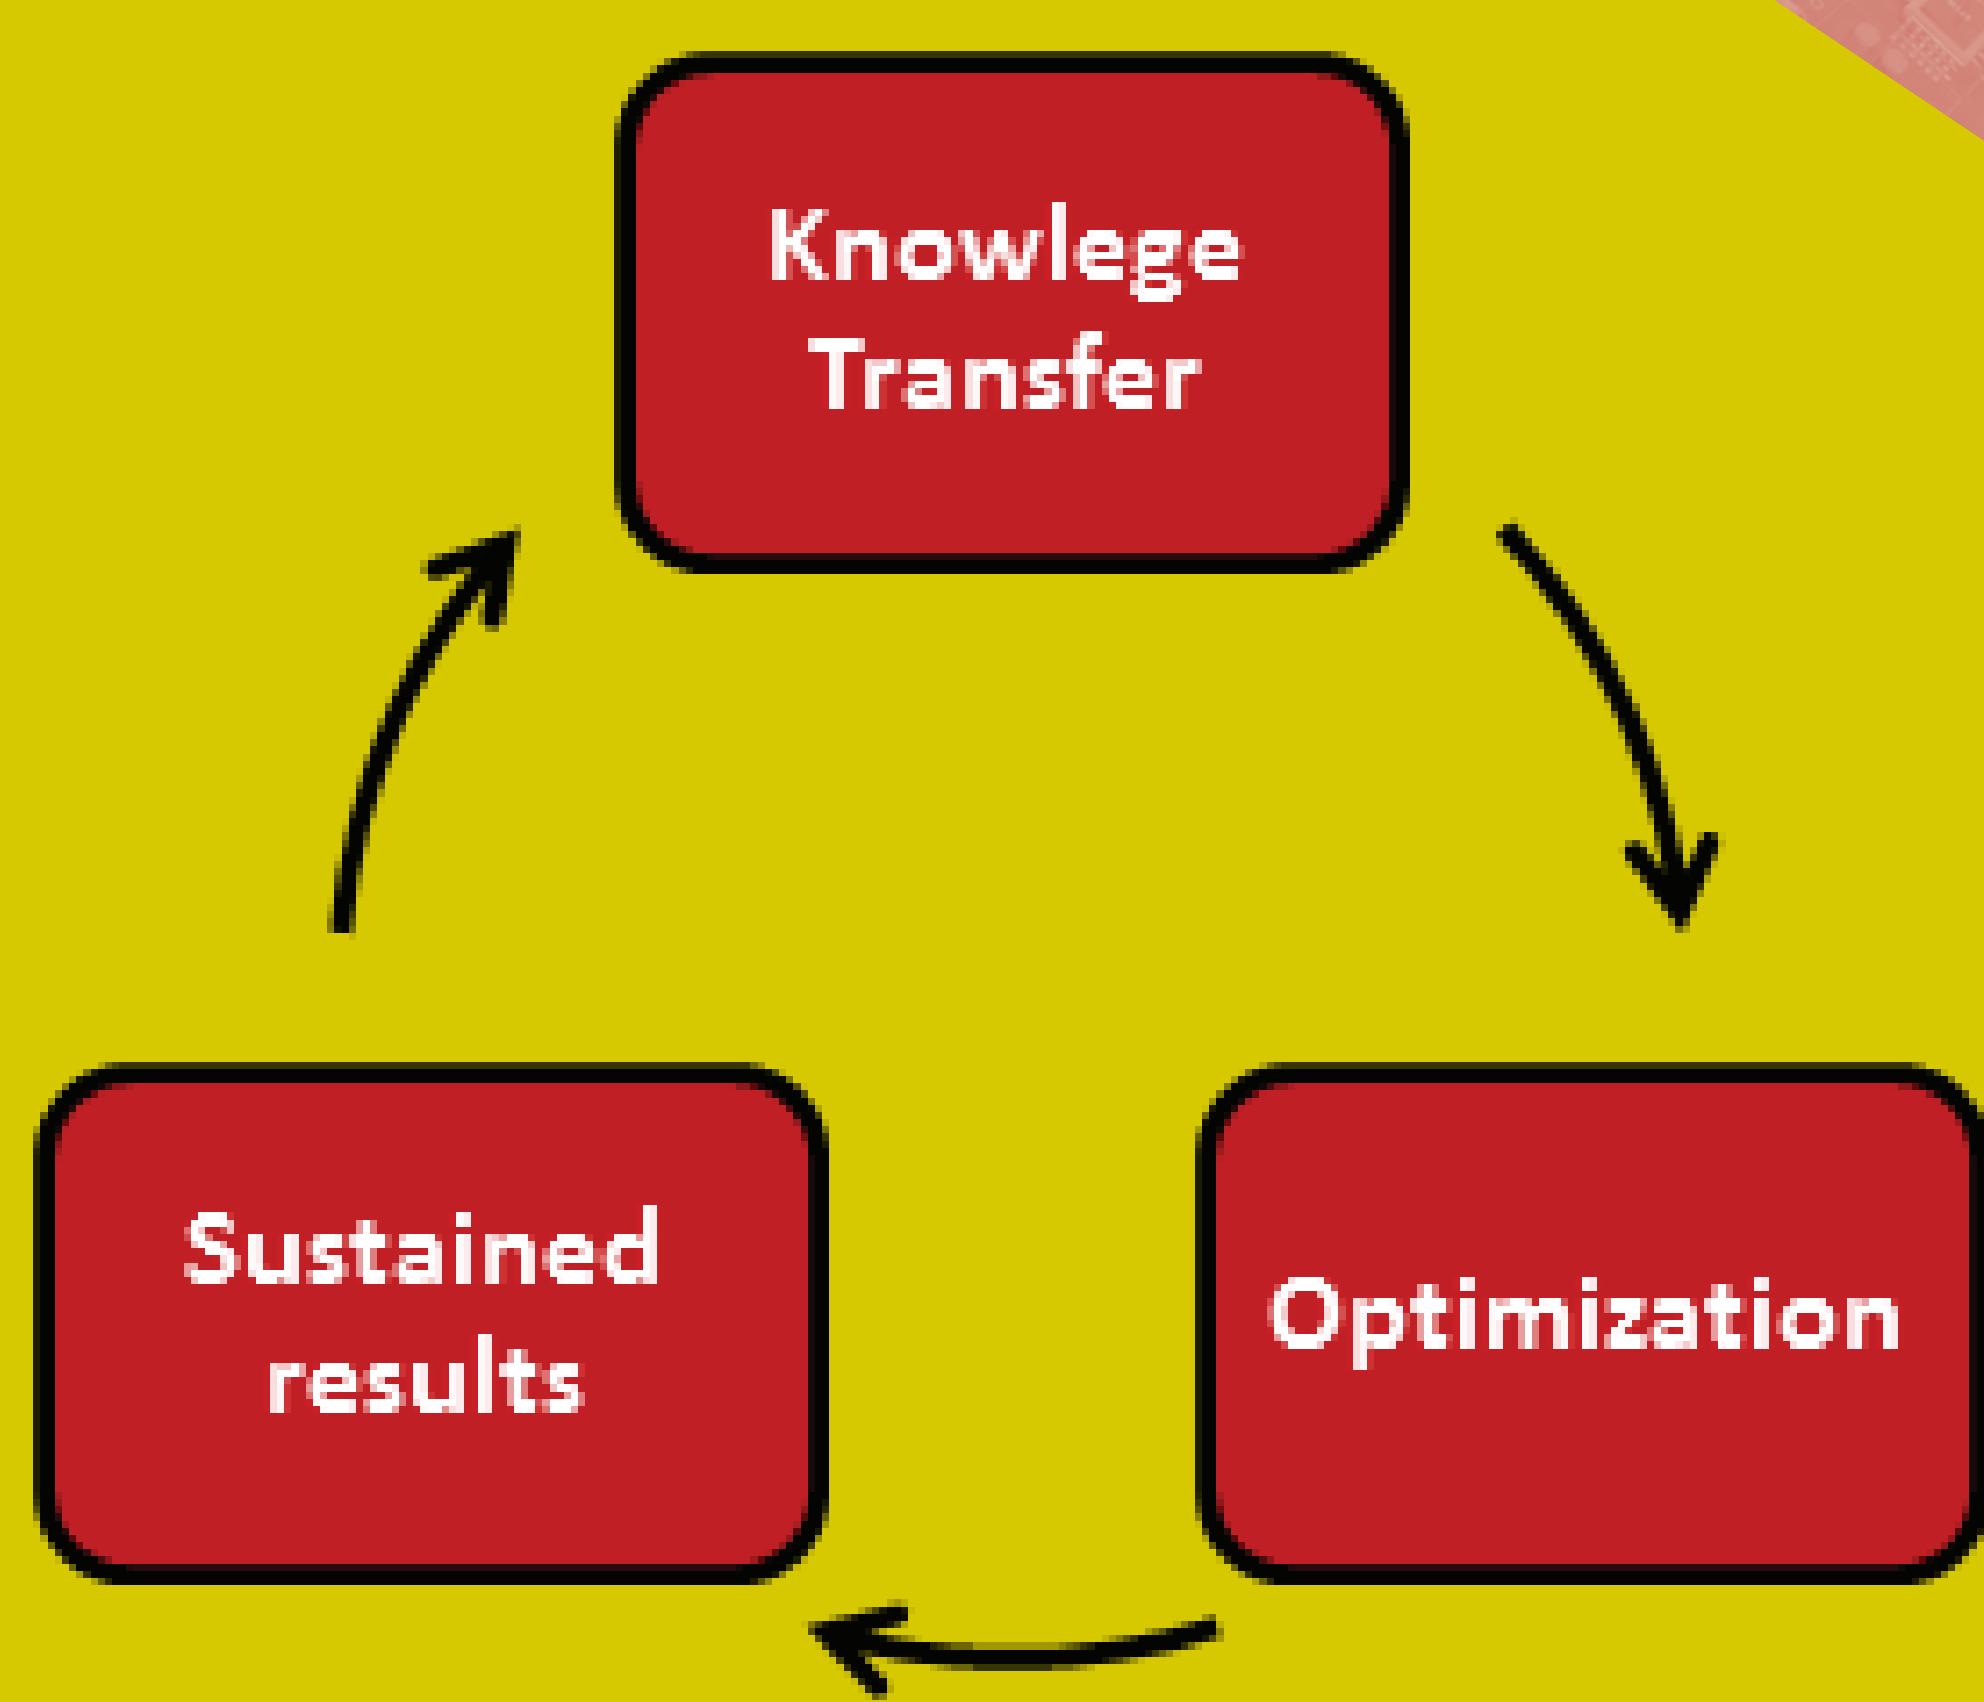 Knowlege
Transfer
Sustained
results
Optimization